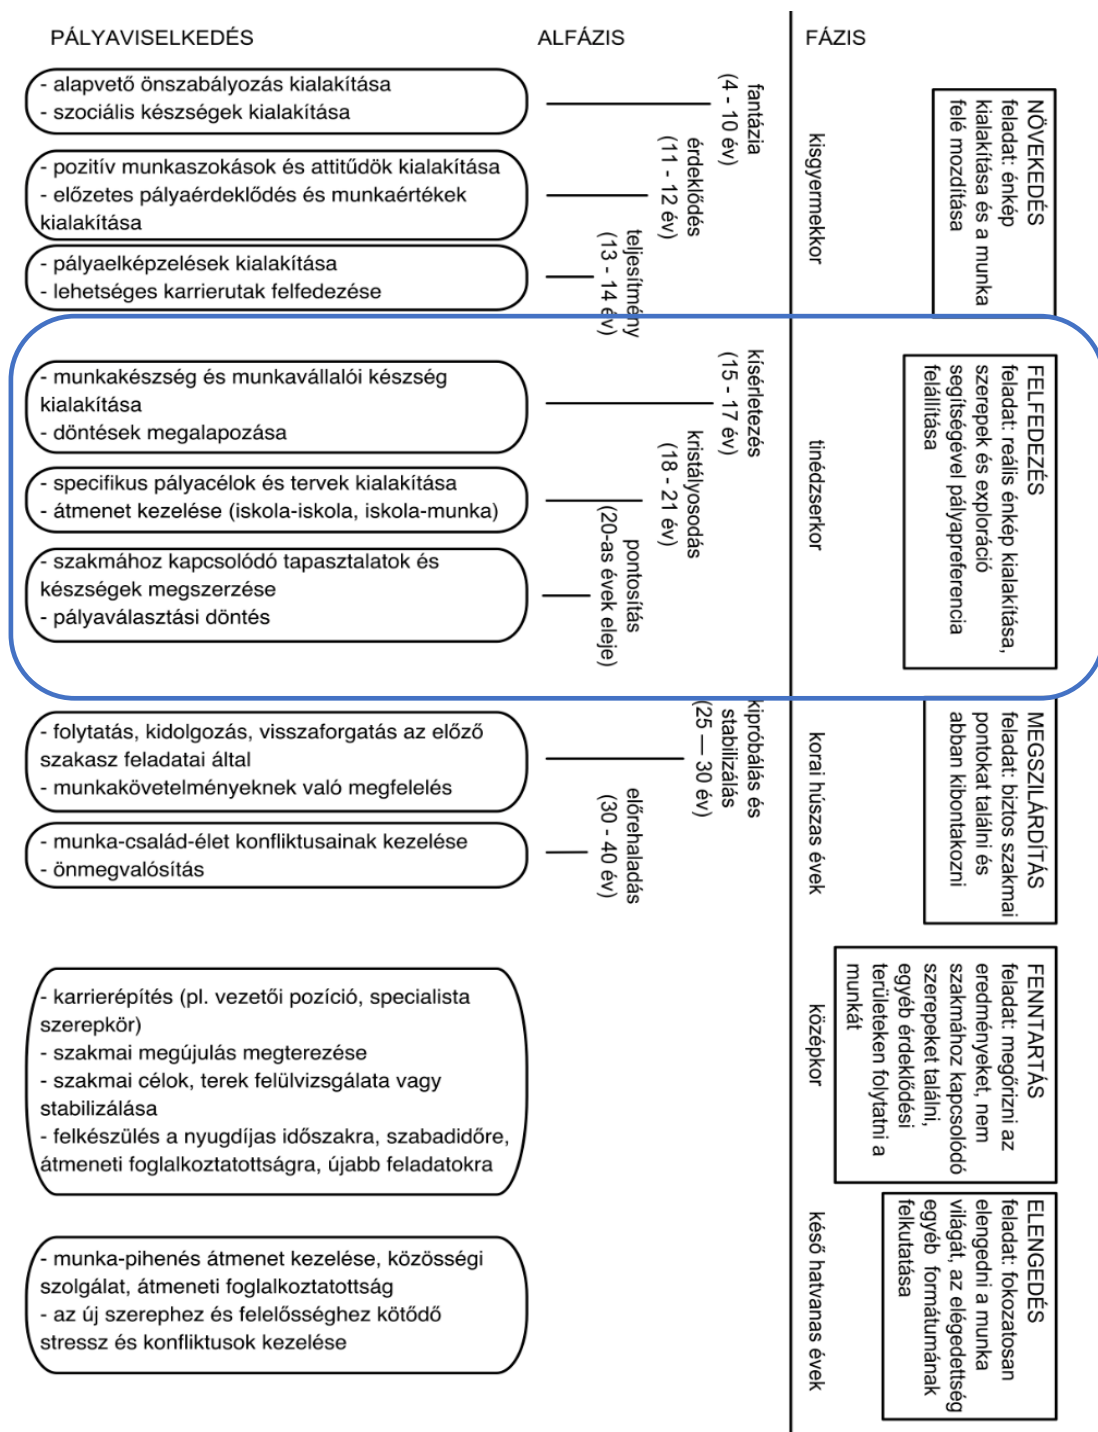 PÁLYAVISELKEDÉS
ALFÁZIS
FÁZIS
- alapvető önszabályozás kialakítása
- szociális készségek kialakítása
fantázia
(4 - 10 év)
- pozitív munkaszokások és attitűdök kialakítása
- előzetes pályaérdeklődés és munkaértékek
kialakítása
érdeklődés
(11 - 12 év)
- pályaelképzelések kialakítása
- lehetséges karrierutak felfedezése
teljesítmény
(13 - 14 év)
kisgyermekkor
NÖVEKEDÉS
feladat: énkép
kialakítása és a munka
felé mozdítása
- munkakészség és munkavállalói készség
kialakítása
- döntések megalapozása
kísérletezés
(15 - 17 év)
- specifikus pályacélok és tervek kialakítása
- átmenet kezelése (iskola-iskola, iskola-munka)
kristályosodás
(18 - 21 év)
- szakmához kapcsolódó tapasztalatok és
készségek megszerzése
- pályaválasztási döntés
pontosítás
(20-as évek eleje)
tinédzserkor
FELFEDEZÉS
feladat: reális énkép kialakítása,
szerepek és exploráció
segítségével pályapreferencia
felállítása
- folytatás, kidolgozás, visszaforgatás az előző
szakasz feladatai által
- munkakövetelményeknek való megfelelés
kipróbálás és
stabilizálás
(25 — 30 év)
- munka-család-élet konfliktusainak kezelése
- önmegvalósítás
előrehaladás
(30 - 40 év)
korai húszas évek
MEGSZILÁRDÍTÁS
feladat: biztos szakmai
pontokat találni és
abban kibontakozni
- karrierépítés (pl. vezetői pozíció, specialista
szerepkör)
- szakmai megújulás megterezése
- szakmai célok, terek felülvizsgálata vagy
stabilizálása
- felkészülés a nyugdíjas időszakra, szabadidőre,
átmeneti foglalkoztatottságra, újabb feladatokra
középkor
FENNTARTÁS
feladat: megőrizni az
eredményeket, nem
szakmához kapcsolódó
szerepeket találni,
egyéb érdeklődési
területeken folytatni a
munkát
- munka-pihenés átmenet kezelése, közösségi
szolgálat, átmeneti foglalkoztatottság
- az új szerephez és felelősséghez kötődő
stressz és konfliktusok kezelése
késő hatvanas évek
ELENGEDÉS
feladat: fokozatosan
elengedni a munka
világát, az elégedettség
egyéb formátumának
felkutatása